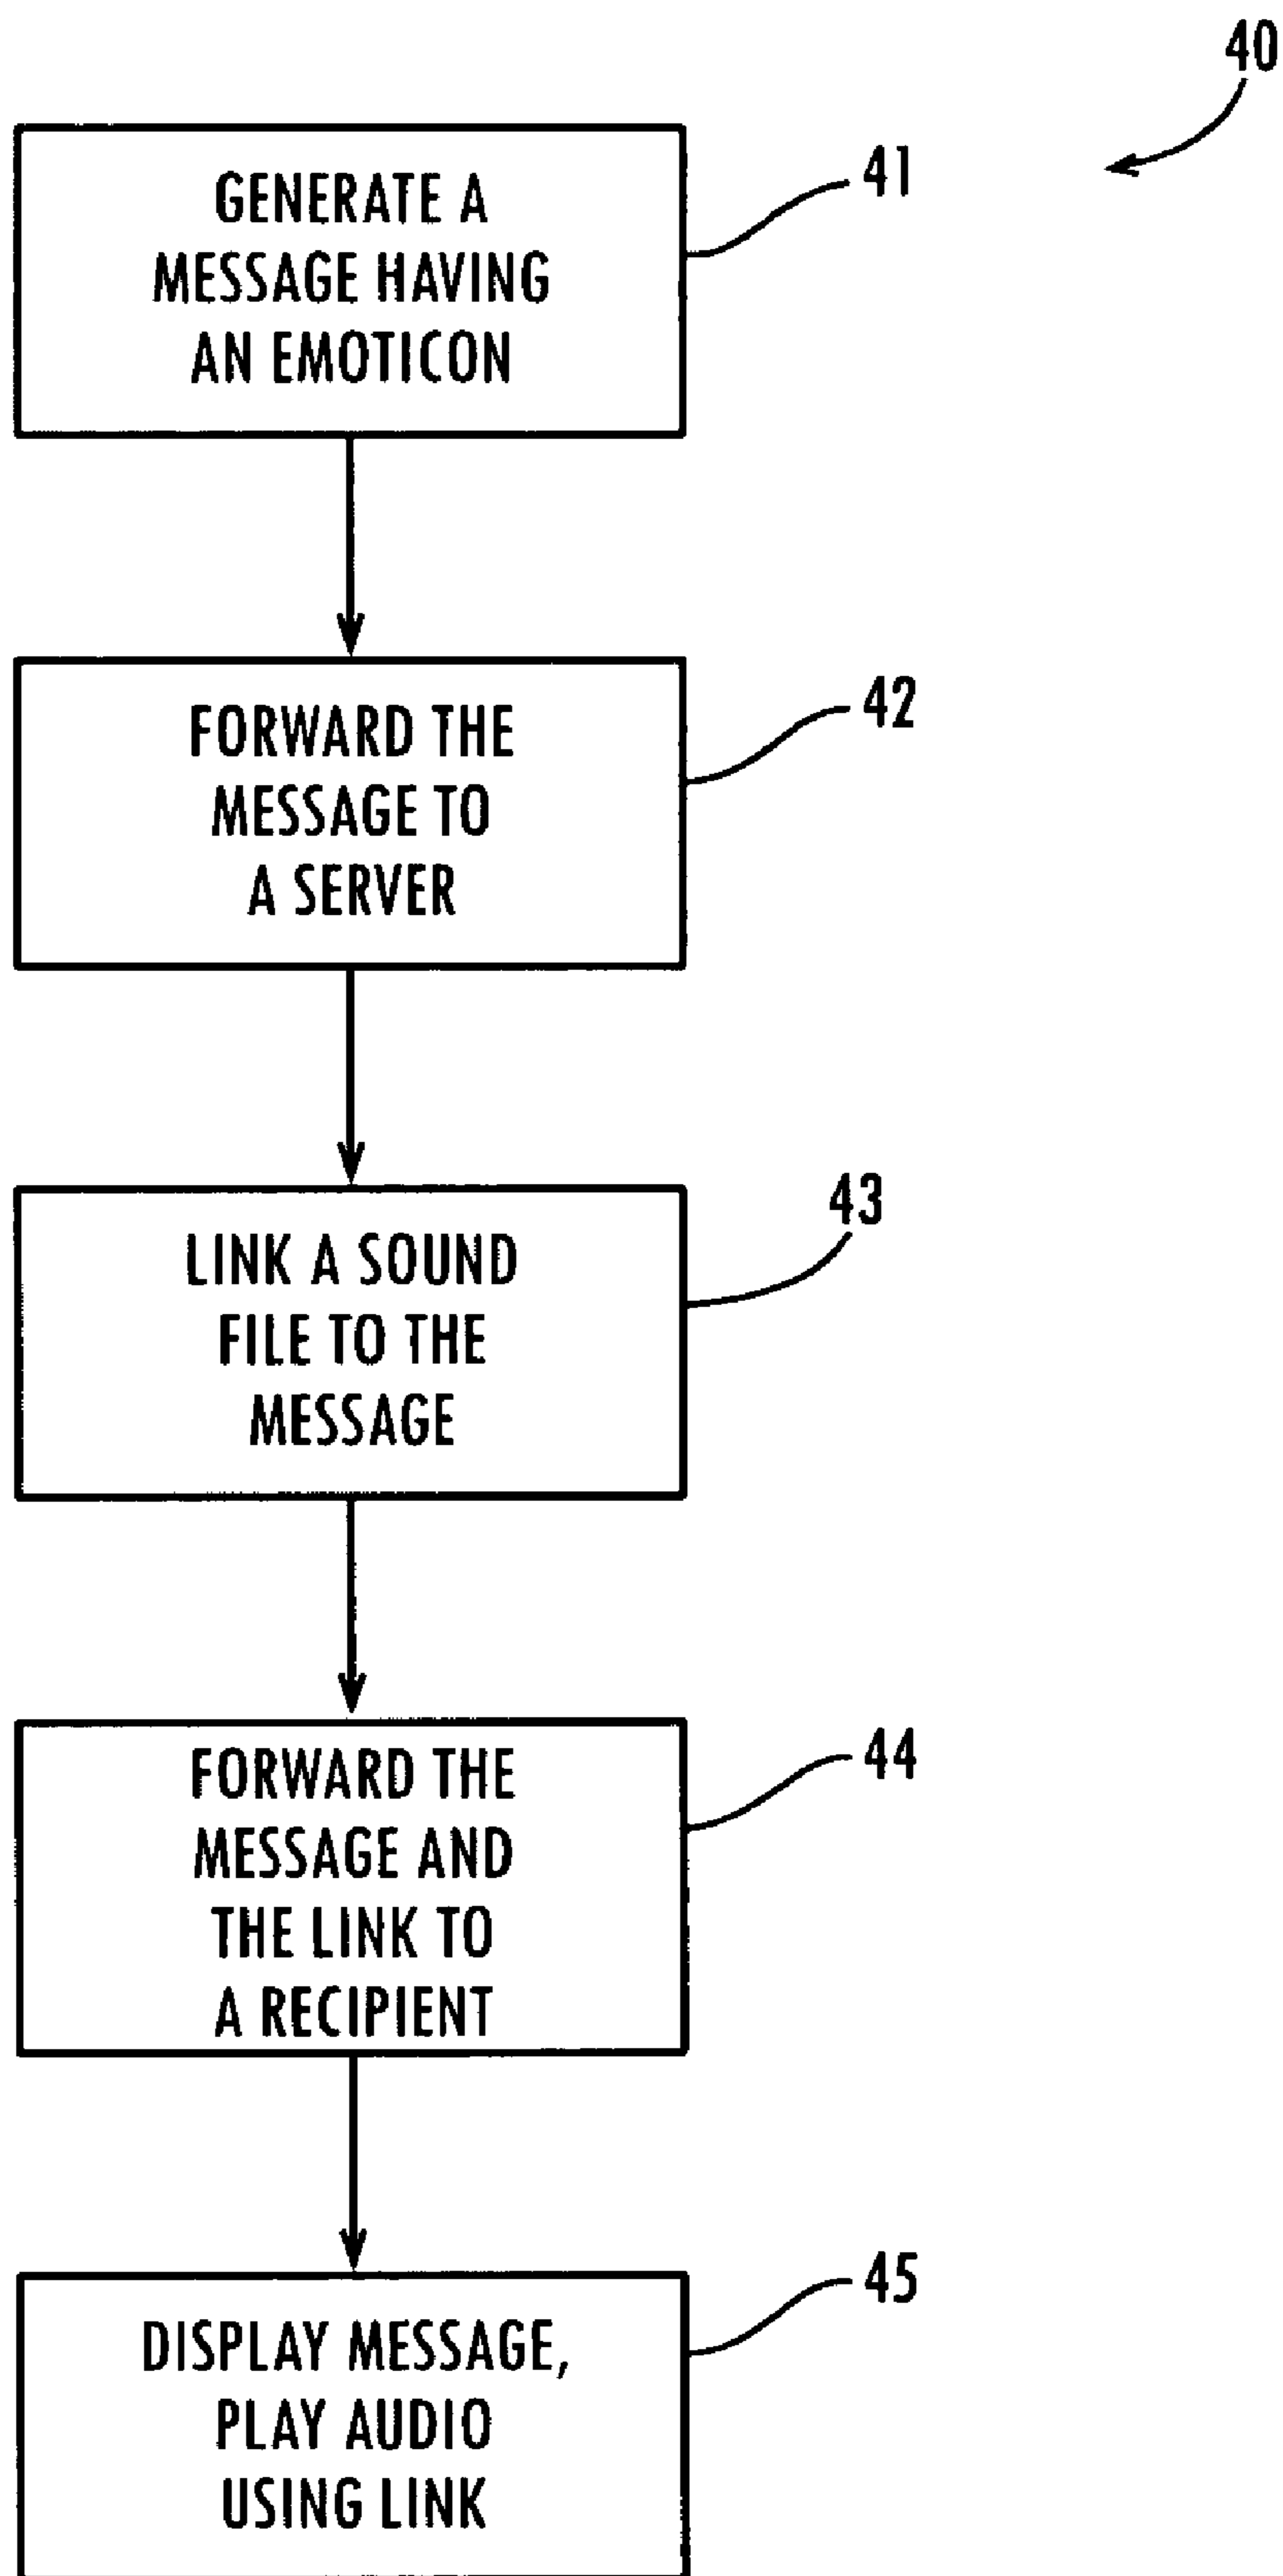 40
GENERATE A
MESSAGE HAVING
AN EMOTICON
41
FORWARD THE
MESSAGE TO
A SERVER
42
LINK A SOUND
FILE TO THE
MESSAGE
43
FORWARD THE
MESSAGE AND
THE LINK TO
A RECIPIENT
44
DISPLAY MESSAGE,
PLAY AUDIO
USING LINK
45